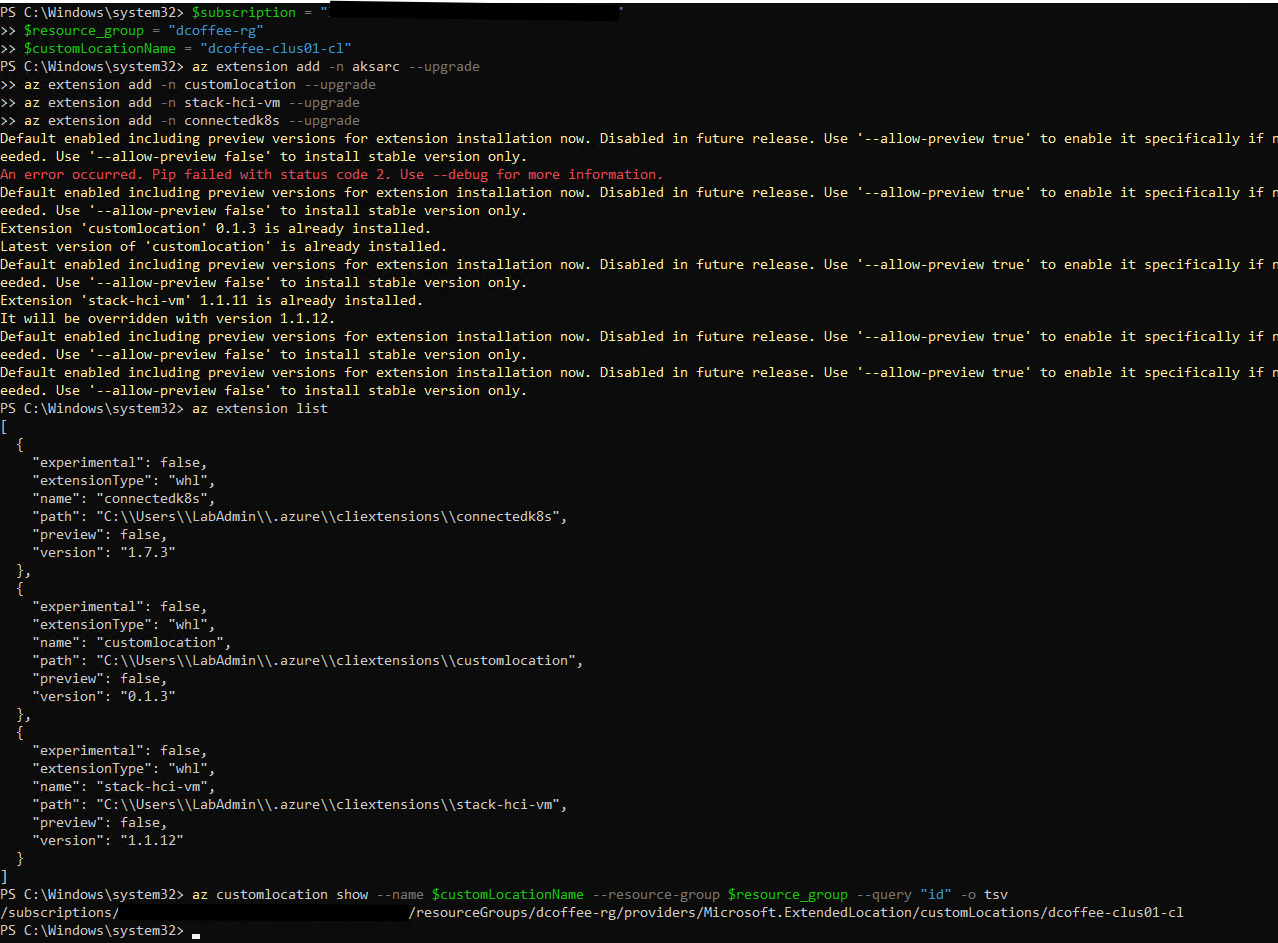 PS C:\Windows\system32> $subscription = "                                    "
>> $resource_group = "dcoffee-rg"
>> $customLocationName = "dcoffee-clus01-cl"
PS C:\Windows\system32> az extension add -n aksarc --upgrade
>> az extension add -n customlocation --upgrade
>> az extension add -n stack-hci-vm --upgrade
>> az extension add -n connectedk8s --upgrade
Default enabled including preview versions for extension installation now. Disabled in future release. Use '--allow-preview true' to enable it specifically if n
eeded. Use '--allow-preview false' to install stable version only.
An error occurred. Pip failed with status code 2. Use --debug for more information.
Default enabled including preview versions for extension installation now. Disabled in future release. Use '--allow-preview true' to enable it specifically if n
eeded. Use '--allow-preview false' to install stable version only.
Extension 'customlocation' 0.1.3 is already installed.
Latest version of 'customlocation' is already installed.
Default enabled including preview versions for extension installation now. Disabled in future release. Use '--allow-preview true' to enable it specifically if n
eeded. Use '--allow-preview false' to install stable version only.
Extension 'stack-hci-vm' 1.1.11 is already installed.
It will be overridden with version 1.1.12.
Default enabled including preview versions for extension installation now. Disabled in future release. Use '--allow-preview true' to enable it specifically if n
eeded. Use '--allow-preview false' to install stable version only.
Default enabled including preview versions for extension installation now. Disabled in future release. Use '--allow-preview true' to enable it specifically if n
eeded. Use '--allow-preview false' to install stable version only.
PS C:\Windows\system32> az extension list
[
  {
    "experimental": false,
    "extensionType": "whl",
    "name": "connectedk8s",
    "path": "C:\\Users\\LabAdmin\\.azure\\cliextensions\\connectedk8s",
    "preview": false,
    "version": "1.7.3"
  },
  {
    "experimental": false,
    "extensionType": "whl",
    "name": "customlocation",
    "path": "C:\\Users\\LabAdmin\\.azure\\cliextensions\\customlocation",
    "preview": false,
    "version": "0.1.3"
  },
  {
    "experimental": false,
    "extensionType": "whl",
    "name": "stack-hci-vm",
    "path": "C:\\Users\\LabAdmin\\.azure\\cliextensions\\stack-hci-vm",
    "preview": false,
    "version": "1.1.12"
  }
]
PS C:\Windows\system32> az customlocation show --name $customLocationName --resource-group $resource_group --query "id" -o tsv
/subscriptions/                                    /resourceGroups/dcoffee-rg/providers/Microsoft.ExtendedLocation/customLocations/dcoffee-clus01-cl
PS C:\Windows\system32>